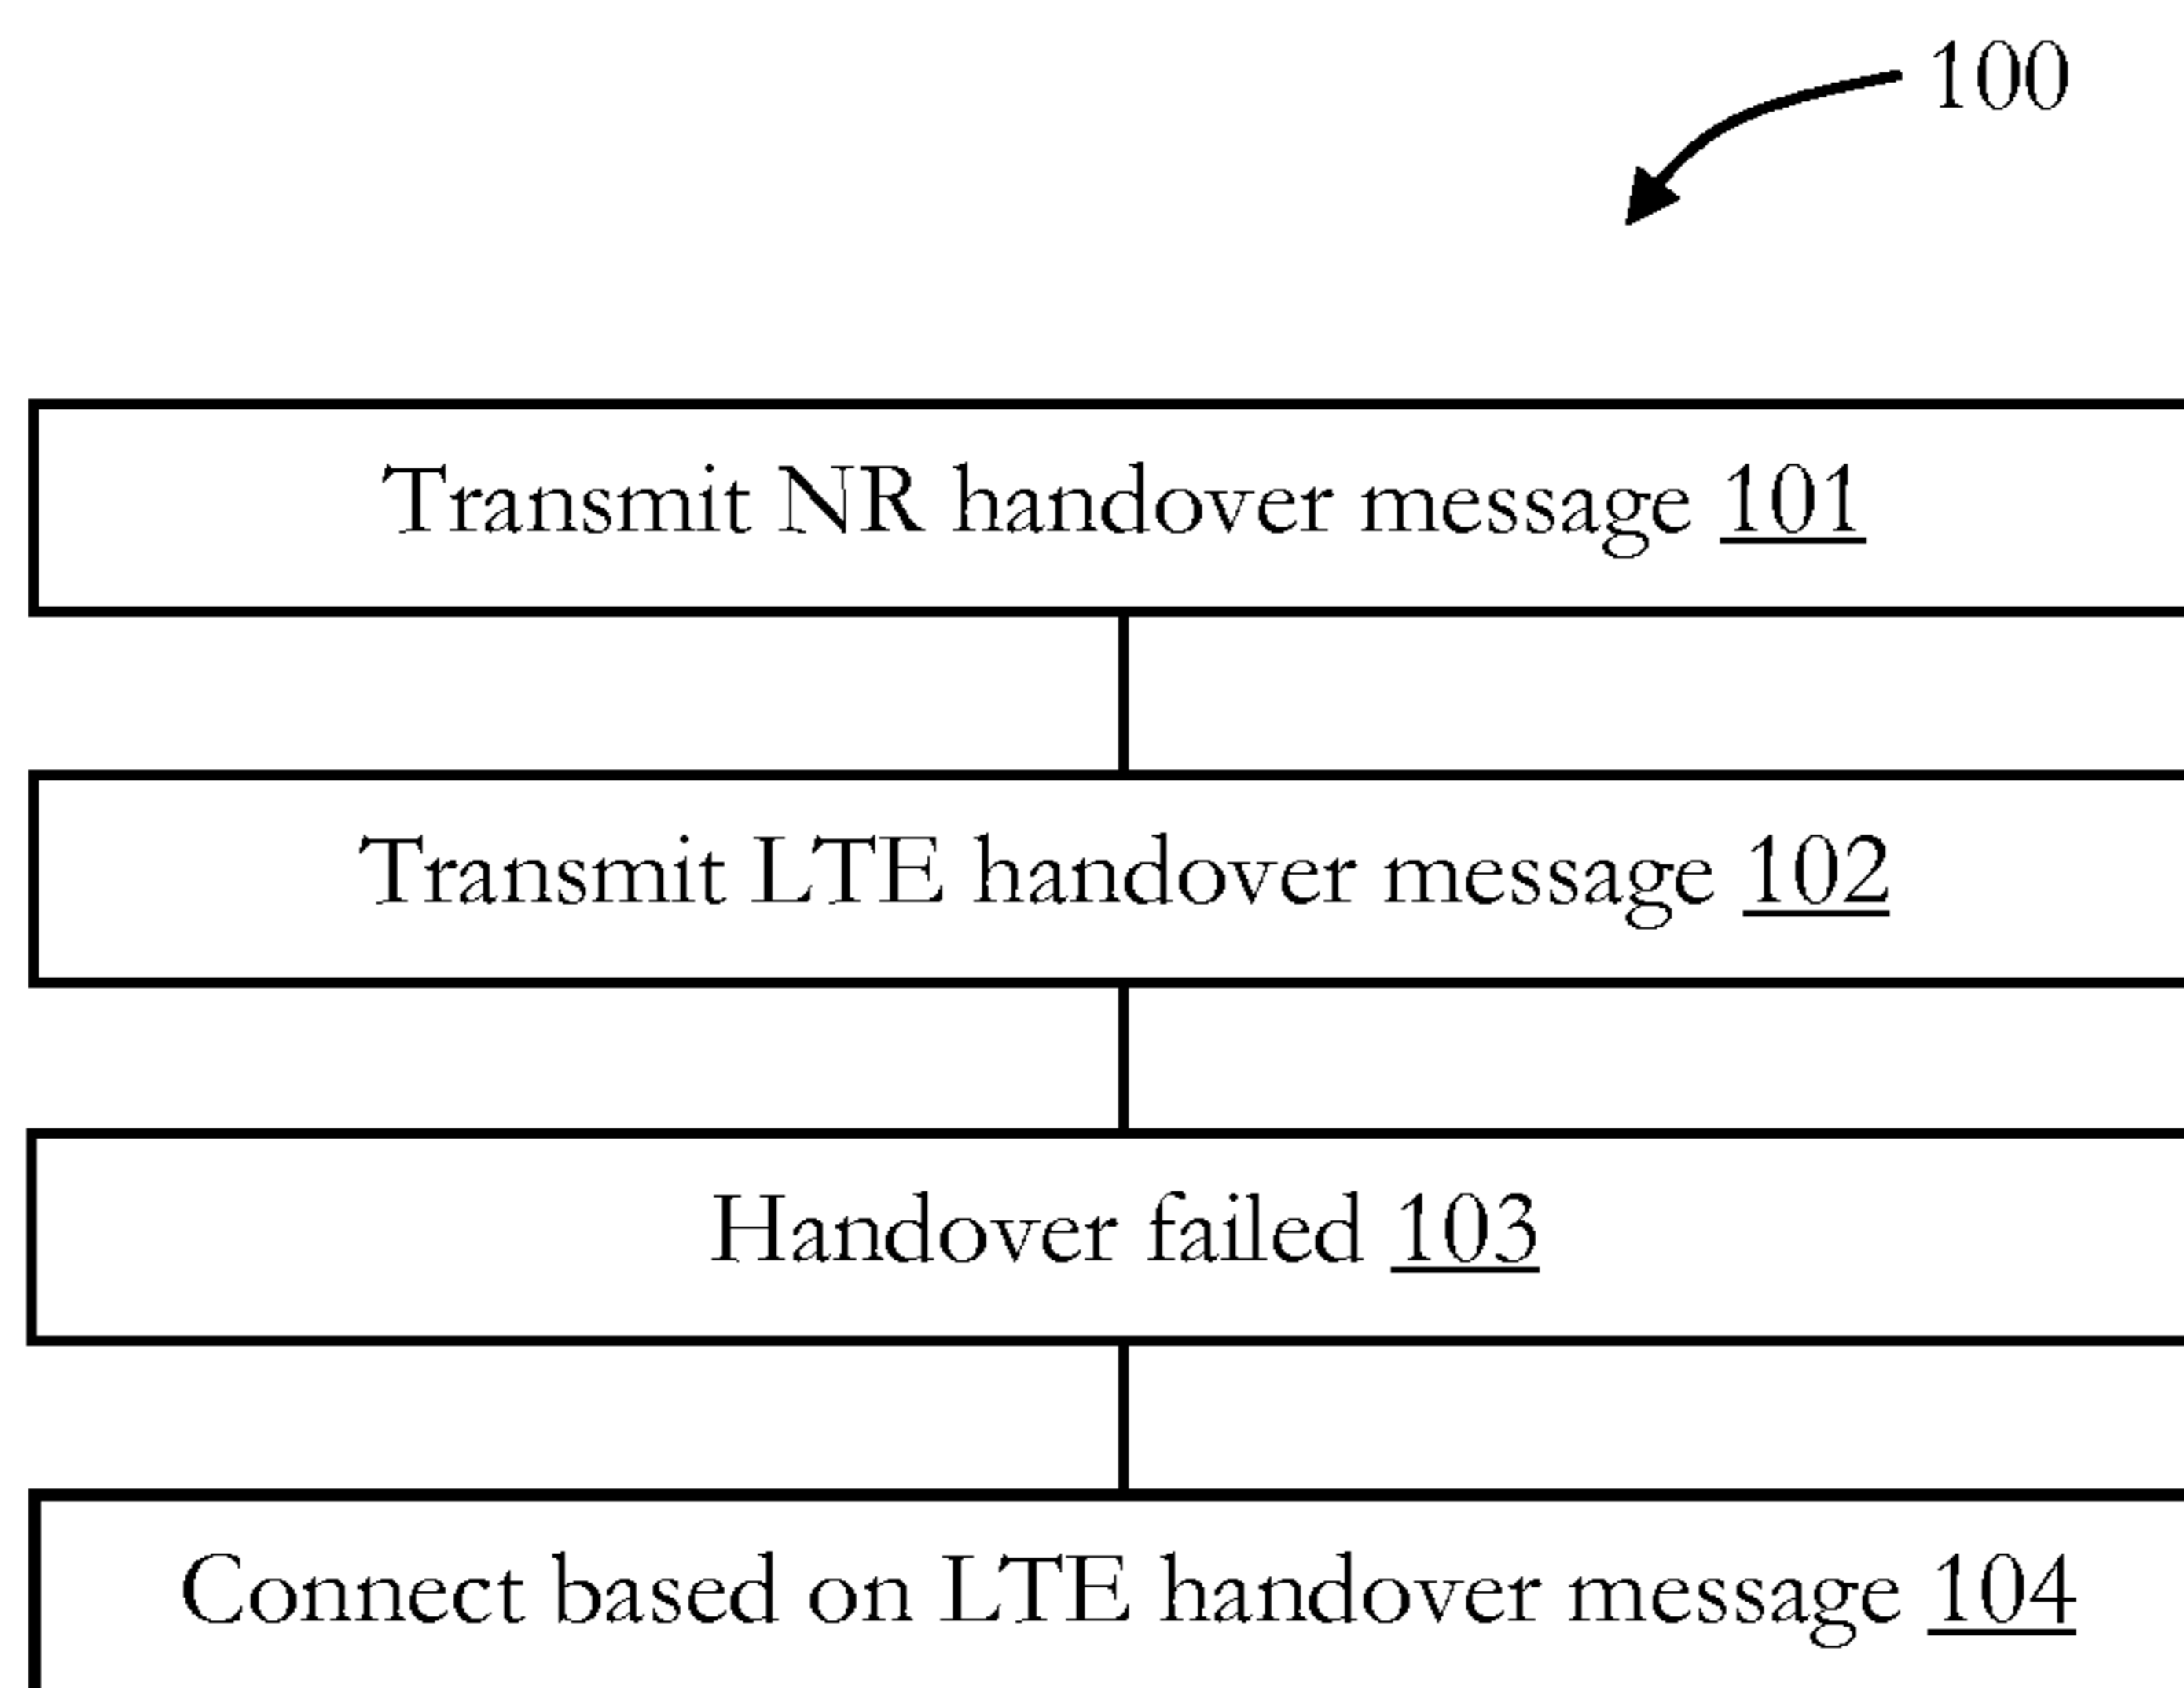 100
Transmit NR handover message 101
Transmit LTE handover message 102
Handover failed 103
Connect based on LTE handover message 104